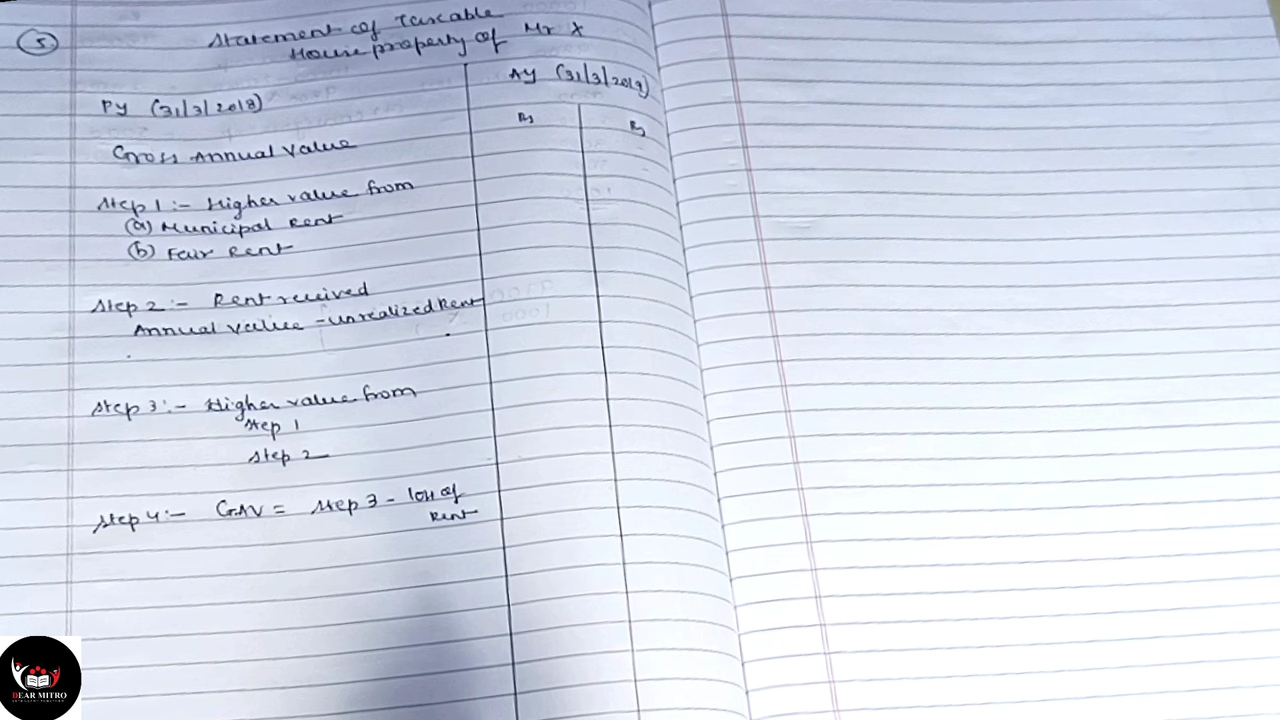 5.
Statement of Taxable
House property of Mr X
PY (31/3/2018)
AY (31/3/2019)
Rs
Rs
Gross Annual Value
Step 1:- Higher value from
(a) Municipal Rent
(b) Fair Rent
Step 2:- Rent received
Annual Value - unrealized Rent
Step 3:- Higher value from
Step 1
Step 2
Step 4:- GAV = Step 3 - loss of
Rent
DEAR MITRO